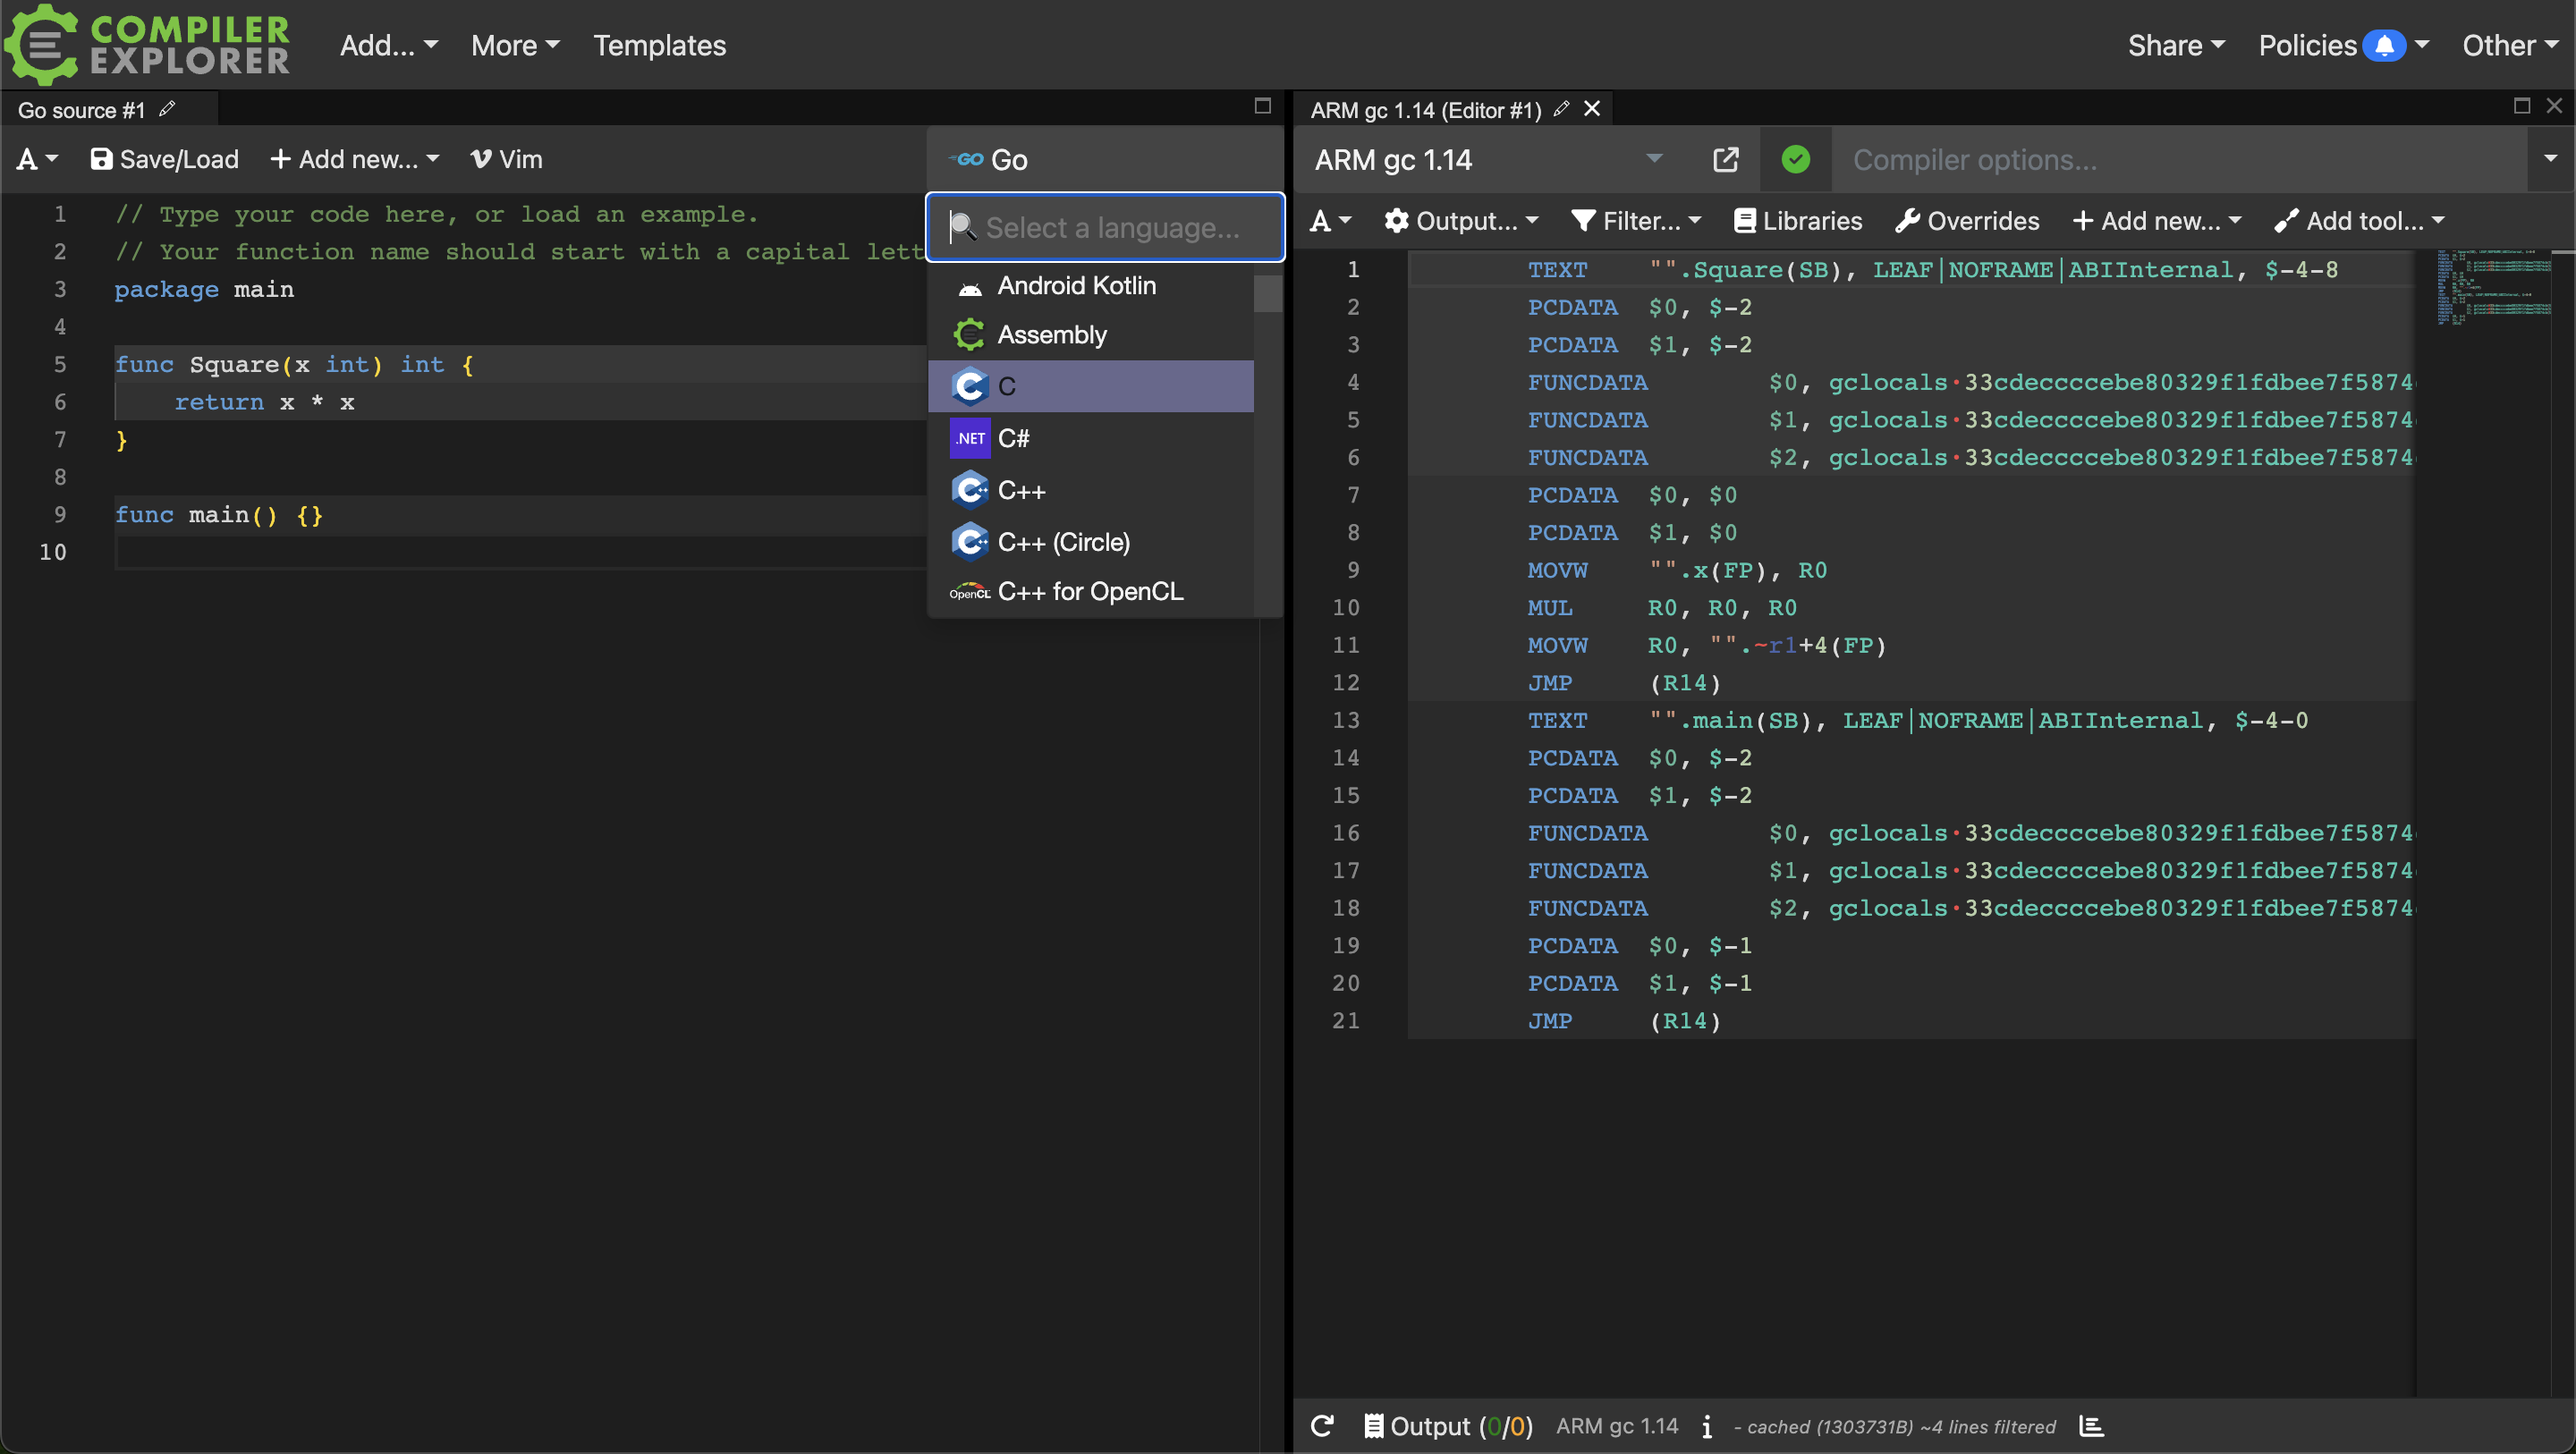 COMPILER
EXPLORER
Add...
More
Templates
Share
Policies
Other
Go source #1
A
Save/Load
Add new...
Vim
GO Go
Select a language...
Android Kotlin
Assembly
C
.NET C#
C++
C++ (Circle)
OpenCL C++ for OpenCL
1 // Type your code here, or load an example.
2 // Your function name should start with a capital lett
3 package main
4
5 func Square(x int) int {
6 return x * x
7 }
8
9 func main() {}
10
ARM gc 1.14 (Editor #1)
ARM gc 1.14
Compiler options...
A
Output...
Filter...
Libraries
Overrides
Add new...
Add tool...
1 TEXT "".Square(SB), LEAF|NOFRAME|ABIInternal, $-4-8
2 PCDATA $0, $-2
3 PCDATA $1, $-2
4 FUNCDATA $0, gclocals·33cdeccccebe80329f1fdbee7f5874
5 FUNCDATA $1, gclocals·33cdeccccebe80329f1fdbee7f5874
6 FUNCDATA $2, gclocals·33cdeccccebe80329f1fdbee7f5874
7 PCDATA $0, $0
8 PCDATA $1, $0
9 MOVW "".x(FP), R0
10 MUL R0, R0, R0
11 MOVW R0, "".~r1+4(FP)
12 JMP (R14)
13 TEXT "".main(SB), LEAF|NOFRAME|ABIInternal, $-4-0
14 PCDATA $0, $-2
15 PCDATA $1, $-2
16 FUNCDATA $0, gclocals·33cdeccccebe80329f1fdbee7f5874
17 FUNCDATA $1, gclocals·33cdeccccebe80329f1fdbee7f5874
18 FUNCDATA $2, gclocals·33cdeccccebe80329f1fdbee7f5874
19 PCDATA $0, $-1
20 PCDATA $1, $-1
21 JMP (R14)
Output (0/0) ARM gc 1.14 i - cached (1303731B) ~4 lines filtered